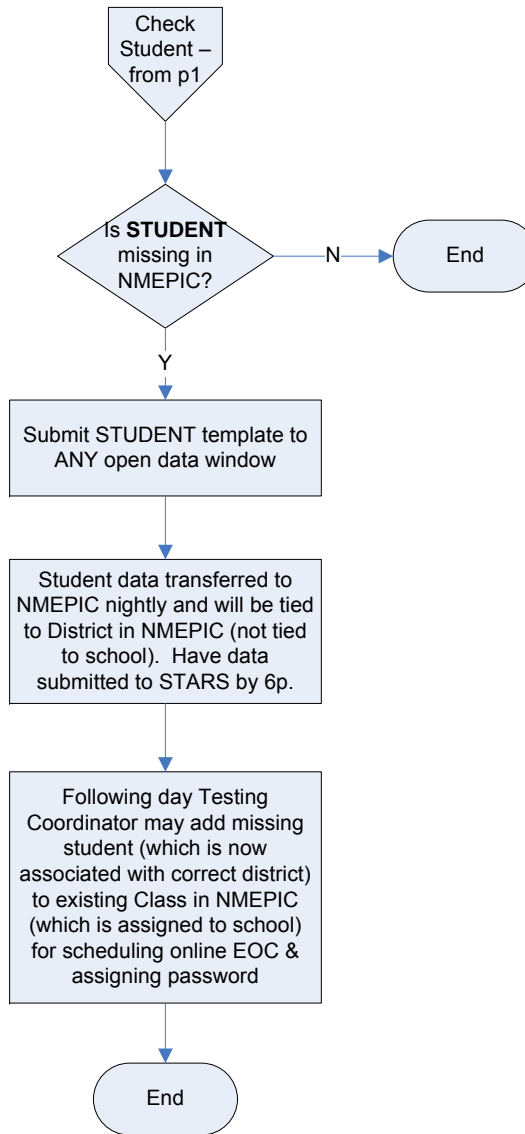 Check
Student –
from p1
Is STUDENT
missing in
NMEPIC?
N
End
Y
Submit STUDENT template to
ANY open data window
Student data transferred to
NMEPIC nightly and will be tied
to District in NMEPIC (not tied
to school).  Have data
submitted to STARS by 6p.
Following day Testing
Coordinator may add missing
student (which is now
associated with correct district)
to existing Class in NMEPIC
(which is assigned to school)
for scheduling online EOC &
assigning password
End